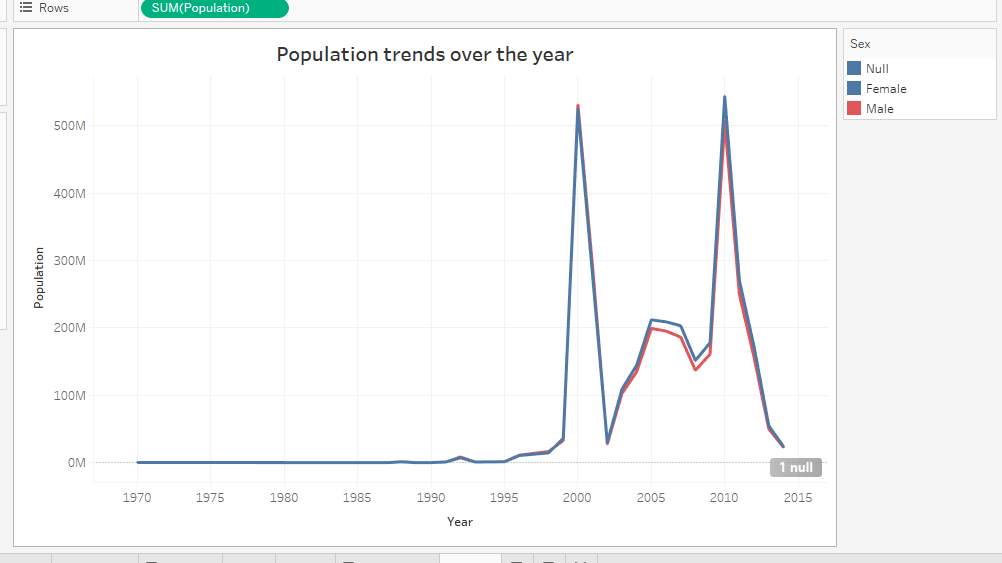 Rows
SUM(Population)
Population trends over the year
Sex
Null
Female
Male
500M
400M
300M
200M
100M
0M
Population
1 null
1970 1975 1980 1985 1990 1995 2000 2005 2010 2015
Year